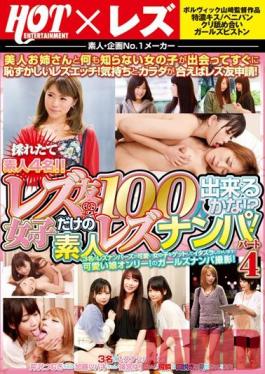 HOT×レズ
ENTERTAINMENT
素人・企画No.1メーカー
美人お姉さんと何も知らない女の子が出会ってすぐに
恥ずかしいレズエッチ!気持ちとカラダが合えばレズ友申請!
ボルヴィック山崎監督作品
特濃キス/ペニバン
クリ舐め合い
ガールズピストン
採れたて
素人4名!!
レズ友100人出来るかな!?
女子だけの素人レズナンパ!
パート
4
可愛い娘オンリー!のガールズナンパ撮影!